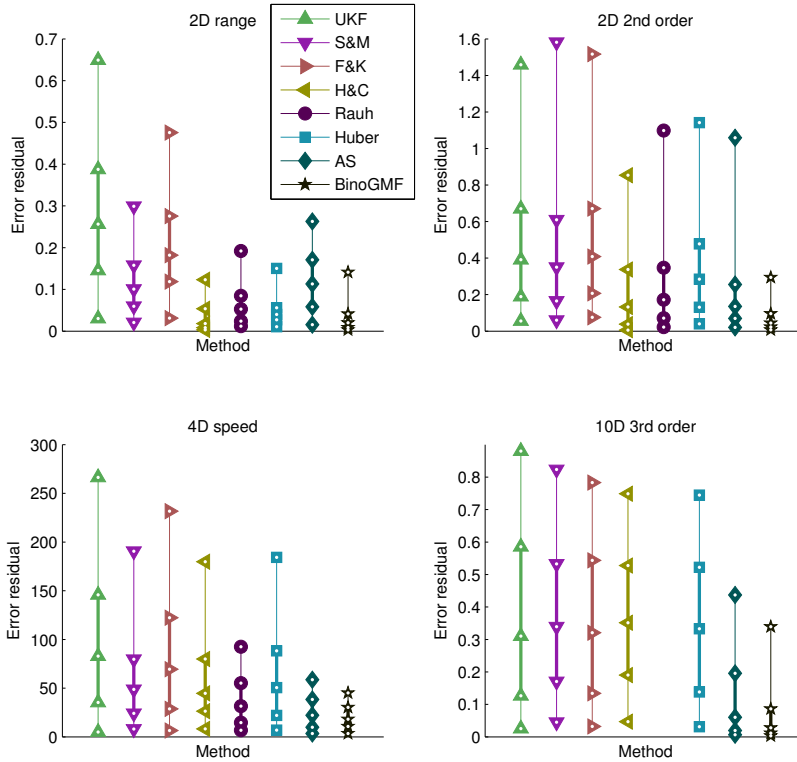 2D range
Error residual
0.7
0.6
0.5
0.4
0.3
0.2
0.1
0
Method
UKF
S&M
F&K
H&C
Rauh
Huber
AS
BinoGMF
2D 2nd order
Error residual
1.6
1.4
1.2
1
0.8
0.6
0.4
0.2
0
Method
4D speed
Error residual
300
250
200
150
100
50
0
Method
10D 3rd order
Error residual
0.8
0.7
0.6
0.5
0.4
0.3
0.2
0.1
0
Method